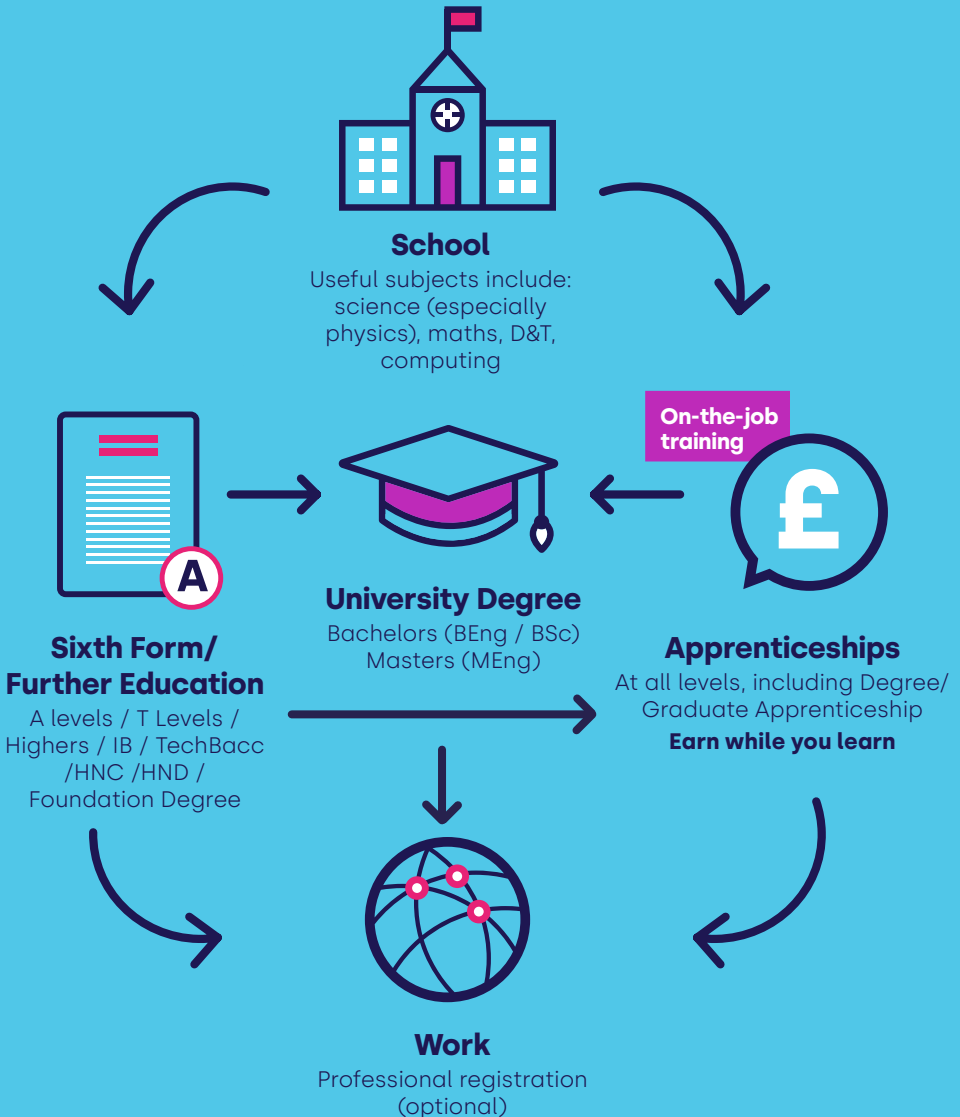 School
Useful subjects include:
science (especially
physics), maths, D&T,
computing
On-the-job
training
£
A
University Degree
Bachelors (BEng / BSc)
Masters (MEng)
Sixth Form/
Further Education
A levels / T Levels /
Highers / IB / TechBacc
/HNC /HND /
Foundation Degree
Apprenticeships
At all levels, including Degree/
Graduate Apprenticeship
Earn while you learn
Work
Professional registration
(optional)